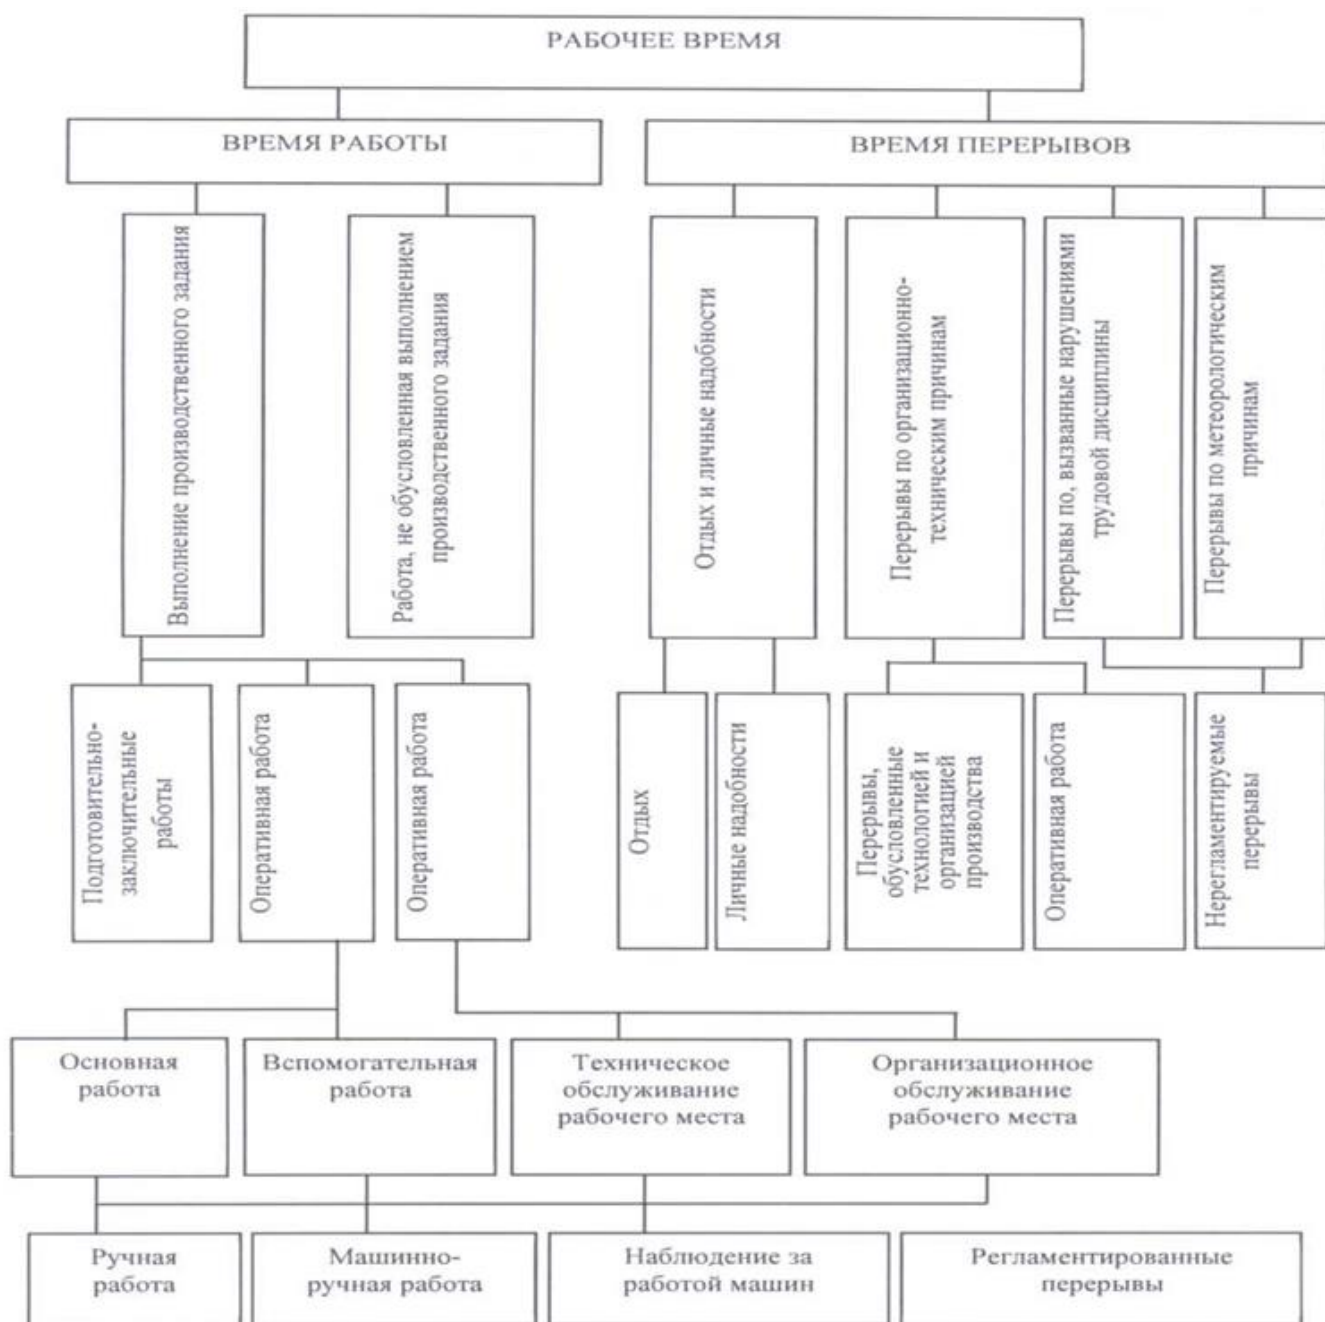 РАБОЧЕЕ ВРЕМЯ
ВРЕМЯ РАБОТЫ
ВРЕМЯ ПЕРЕРЫВОВ
Выполнение производственного задания
Работа, не обусловленная выполнением
производственного задания
Отдых и личные надобности
Перерывы по организационно-
техническим причинам
Перерывы по, вызванные нарушениями
трудовой дисциплины
Перерывы по метеорологическим
причинам
Подготовительно-
заключительные
работы
Оперативная работа
Оперативная работа
Отдых
Личные надобности
Перерывы,
обусловленные
технологией и
организацией
производства
Оперативная работа
Нерегламентируемые
перерывы
Основная
работа
Вспомогательная
работа
Техническое
обслуживание
рабочего места
Организационное
обслуживание
рабочего места
Ручная
работа
Машинно-
ручная работа
Наблюдение за
работой машин
Регламентированные
перерывы